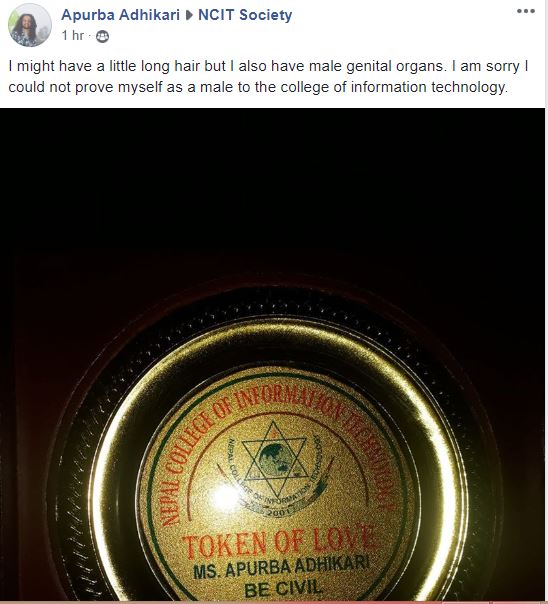 Apurba Adhikari ▶ NCIT Society
1 hr ·
I might have a little long hair but I also have male genital organs. I am sorry I
could not prove myself as a male to the college of information technology.
NEPAL COLLEGE OF INFORMATION TECHNOLOGY
NEPAL COLLEGE OF INFORMATION TECHNOLOGY
2001
TOKEN OF LOVE
MS. APURBA ADHIKARI
BE CIVIL